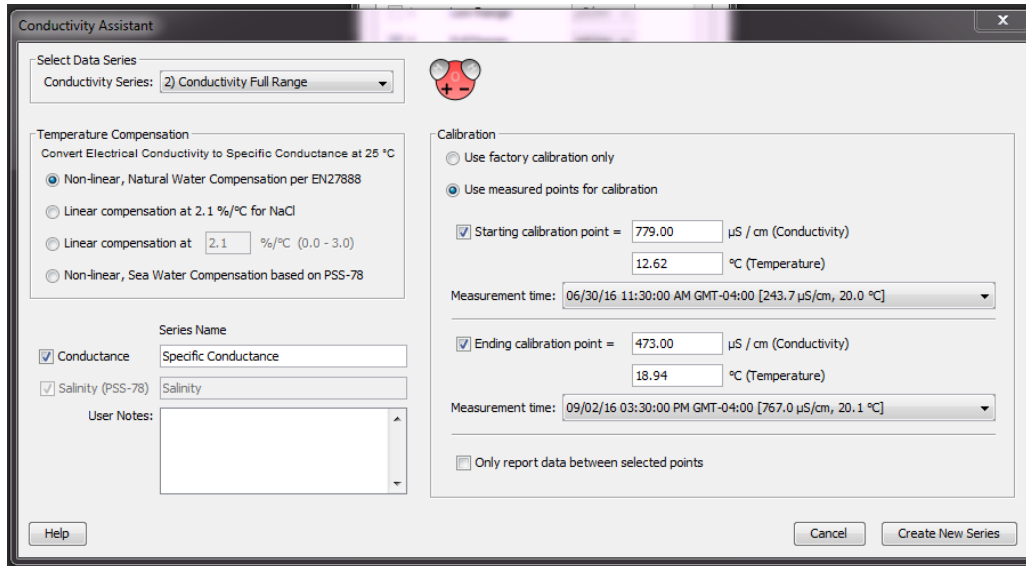 Conductivity Assistant
Select Data Series
Conductivity Series: 2) Conductivity Full Range
Temperature Compensation
Convert Electrical Conductivity to Specific Conductance at 25 °C
Non-linear, Natural Water Compensation per EN27888
Linear compensation at 2.1 %/°C for NaCl
Linear compensation at 2.1 %/°C (0.0 - 3.0)
Non-linear, Sea Water Compensation based on PSS-78
Series Name
Conductance Specific Conductance
Salinity (PSS-78) Salinity
User Notes:
Calibration
Use factory calibration only
Use measured points for calibration
Starting calibration point = 779.00 µS / cm (Conductivity)
12.62 °C (Temperature)
Measurement time: 06/30/16 11:30:00 AM GMT-04:00 [243.7 µS/cm, 20.0 °C]
Ending calibration point = 473.00 µS / cm (Conductivity)
18.94 °C (Temperature)
Measurement time: 09/02/16 03:30:00 PM GMT-04:00 [767.0 µS/cm, 20.1 °C]
Only report data between selected points
Help
Cancel
Create New Series